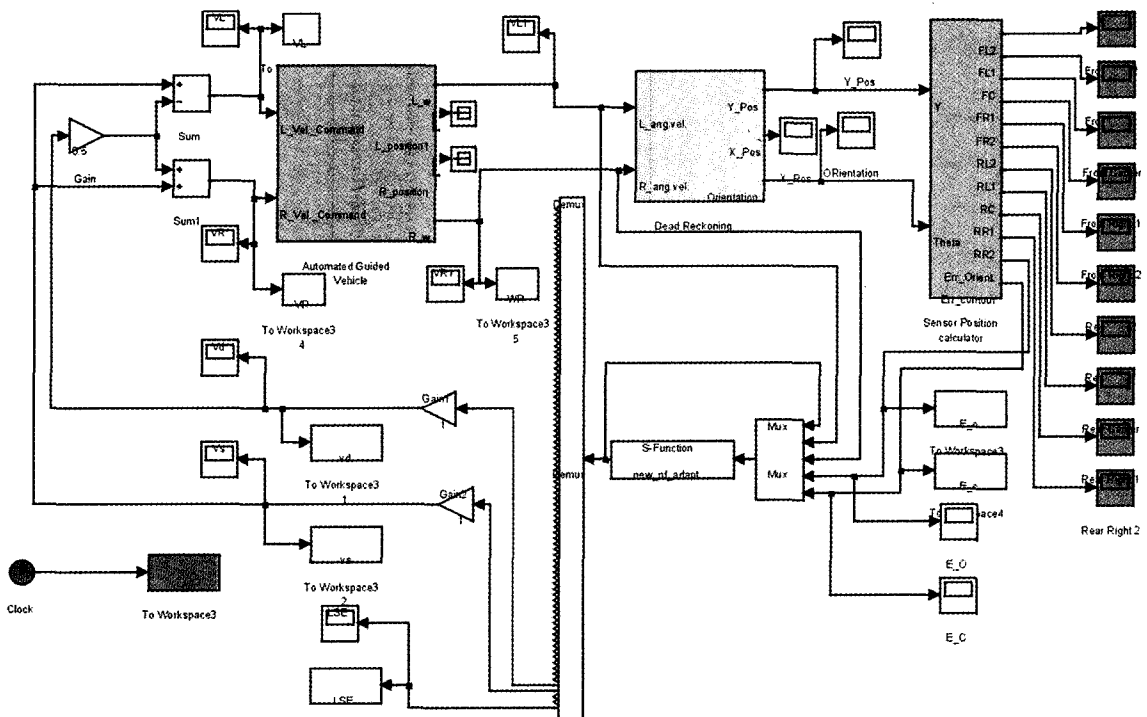 VL
VL
To
Sum
0.5
Gain
Sum1
L_Vel_Command
R_Vel_Command
L_w
L_position1
R_position
R_w
Automated Guided
Vehicle
VR
VR
To Workspace3
4
VL1
VR1
WR
To Workspace3
5
L_ang.vel.
R_ang.vel.
Y_Pos
X_Pos
Orientation
Dead Reckoning
Y_Pos
X_Pos
ORientation
Y
Theta
FL2
FL1
FC
FR1
FR2
RL2
RL1
RC
RR1
RR2
Err_Orient
Err_contour
Sensor Position
calculator
Rear Right 2
Vd
Gain1
1
vd
To Workspace3
1
Vs
Gain2
1
vs
To Workspace3
2
LSE
LSE
Clock
To Workspace3
Demux
Demux
S-Function
new_nf_adapt
Mux
Mux
To Workspace3
E_O
E_C